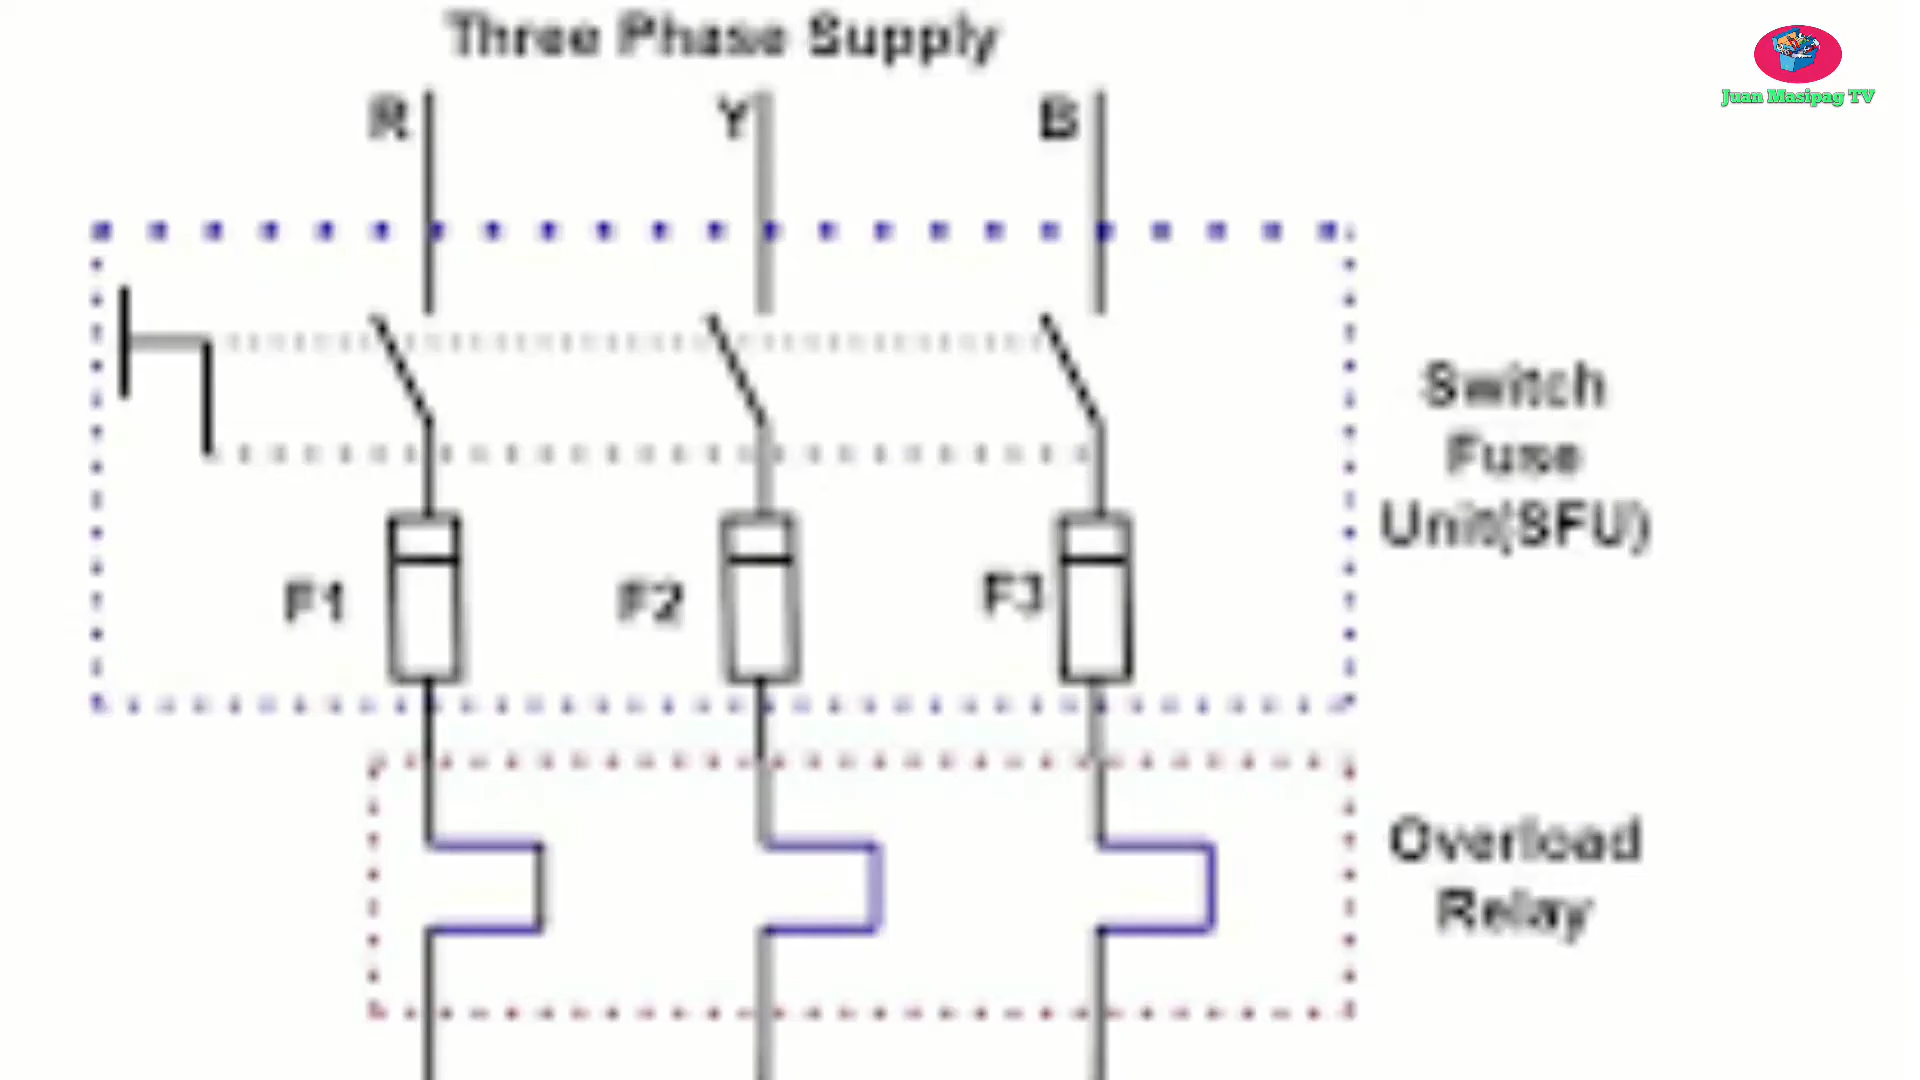 Three Phase Supply
R
Y
B
Juan Masipag TV
Switch
Fuse
Unit(SFU)
F1
F2
F3
Overload
Relay